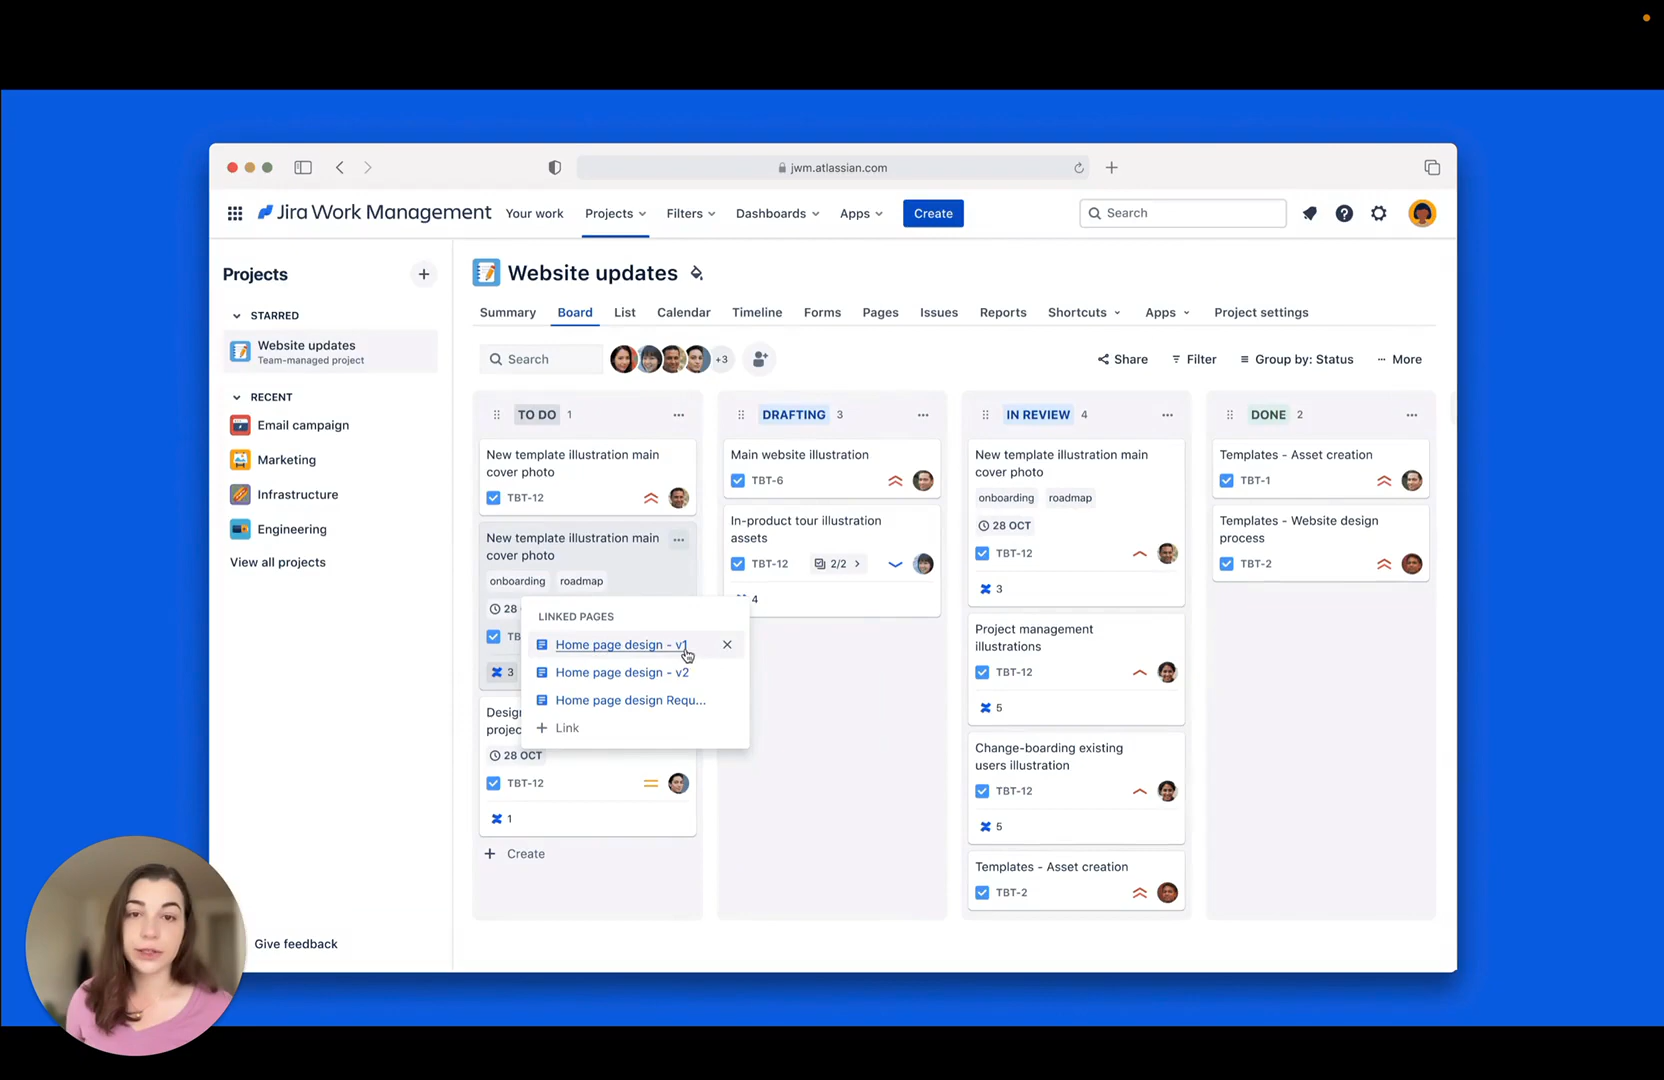 jwm.atlassian.com
Jira Work Management
Your work
Projects
Filters
Dashboards
Apps
Create
Search
Projects
STARRED
Website updates
Team-managed project
RECENT
Email campaign
Marketing
Infrastructure
Engineering
View all projects
Give feedback
Website updates
Summary
Board
List
Calendar
Timeline
Forms
Pages
Issues
Reports
Shortcuts
Apps
Project settings
Search
+3
Share
Filter
Group by: Status
More
TO DO 1
New template illustration main
cover photo
TBT-12
New template illustration main
cover photo
onboarding roadmap
28
TB
3
LINKED PAGES
Home page design - v1
Home page design - v2
Home page design Requ...
Link
Design
projec
28 OCT
TBT-12
1
Create
DRAFTING 3
Main website illustration
TBT-6
In-product tour illustration
assets
TBT-12 2/2
4
IN REVIEW 4
New template illustration main
cover photo
onboarding roadmap
28 OCT
TBT-12
3
Project management
illustrations
TBT-12
5
Change-boarding existing
users illustration
TBT-12
5
Templates - Asset creation
TBT-2
DONE 2
Templates - Asset creation
TBT-1
Templates - Website design
process
TBT-2